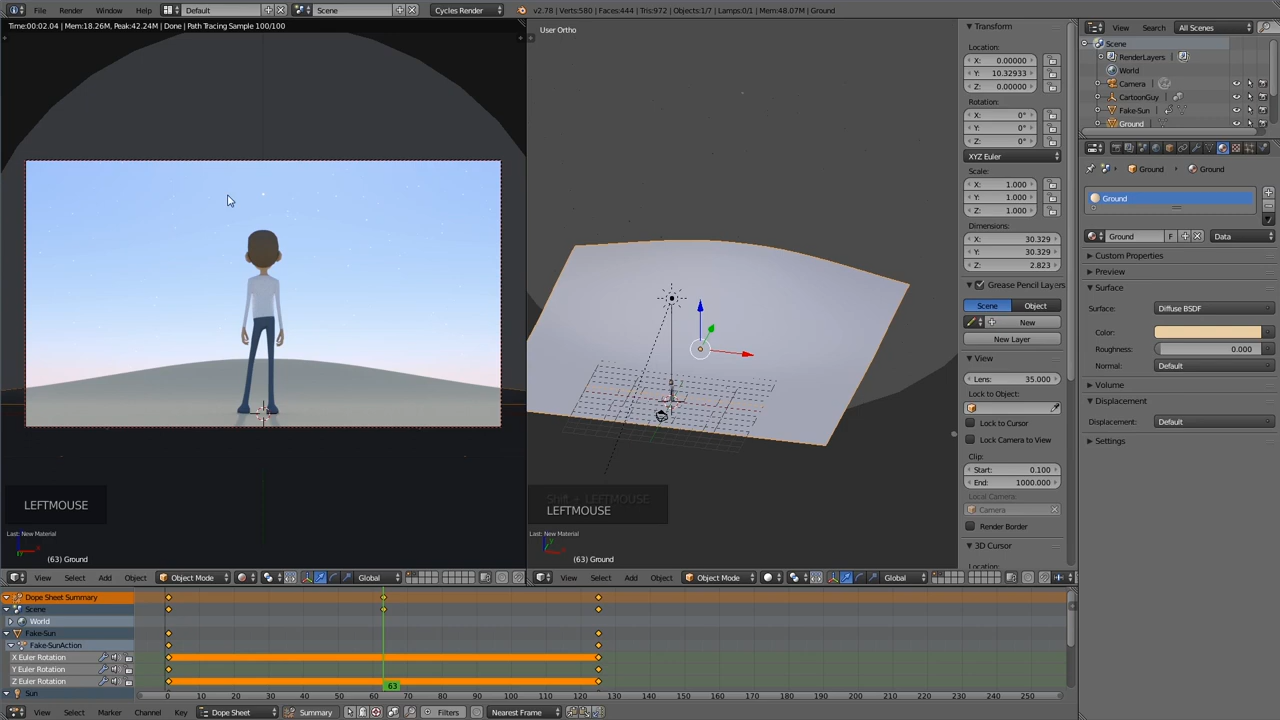 File Render Window Help Default Scene Cycles Render v2.78 | Verts:580 | Faces:444 | Tris:972 | Objects:1/7 | Lamps:0/1 | Mem:48.07M | Ground
Time:00:02.04 | Mem:18.26M, Peak:42.24M | Done | Path Tracing Sample 100/100
LEFTMOUSE
Last: New Material
(63) Ground
View Select Add Object Object Mode Global
User Ortho
Shift + LEFTMOUSE
LEFTMOUSE
Last: New Material
(63) Ground
View Select Add Object Object Mode Global
Transform
Location:
X: 0.00000
Y: 10.32933
Z: 0.00000
Rotation:
X: 0°
Y: 0°
Z: 0°
XYZ Euler
Scale:
X: 1.000
Y: 1.000
Z: 1.000
Dimensions:
X: 30.329
Y: 30.329
Z: 2.823
Grease Pencil Layers
Scene Object
New
New Layer
View
Lens: 35.000
Lock to Object:
Lock to Cursor
Lock Camera to View
Clip:
Start: 0.100
End: 1000.000
Local Camera:
Camera
Render Border
3D Cursor
Location:
View Search All Scenes
Scene
RenderLayers
World
Camera
CartoonGuy
Fake-Sun
Ground
Ground Ground
Ground
Ground F Data
Custom Properties
Preview
Surface
Surface: Diffuse BSDF
Color:
Roughness: 0.000
Normal: Default
Volume
Displacement
Displacement: Default
Settings
Dope Sheet Summary
Scene
World
Fake-Sun
Fake-SunAction
X Euler Rotation
Y Euler Rotation
Z Euler Rotation
Sun
0 10 20 30 40 50 60 63 70 80 90 100 110 120 130 140 150 160 170 180 190 200 210 220 230 240 250
View Select Marker Channel Key Dope Sheet Summary Filters Nearest Frame